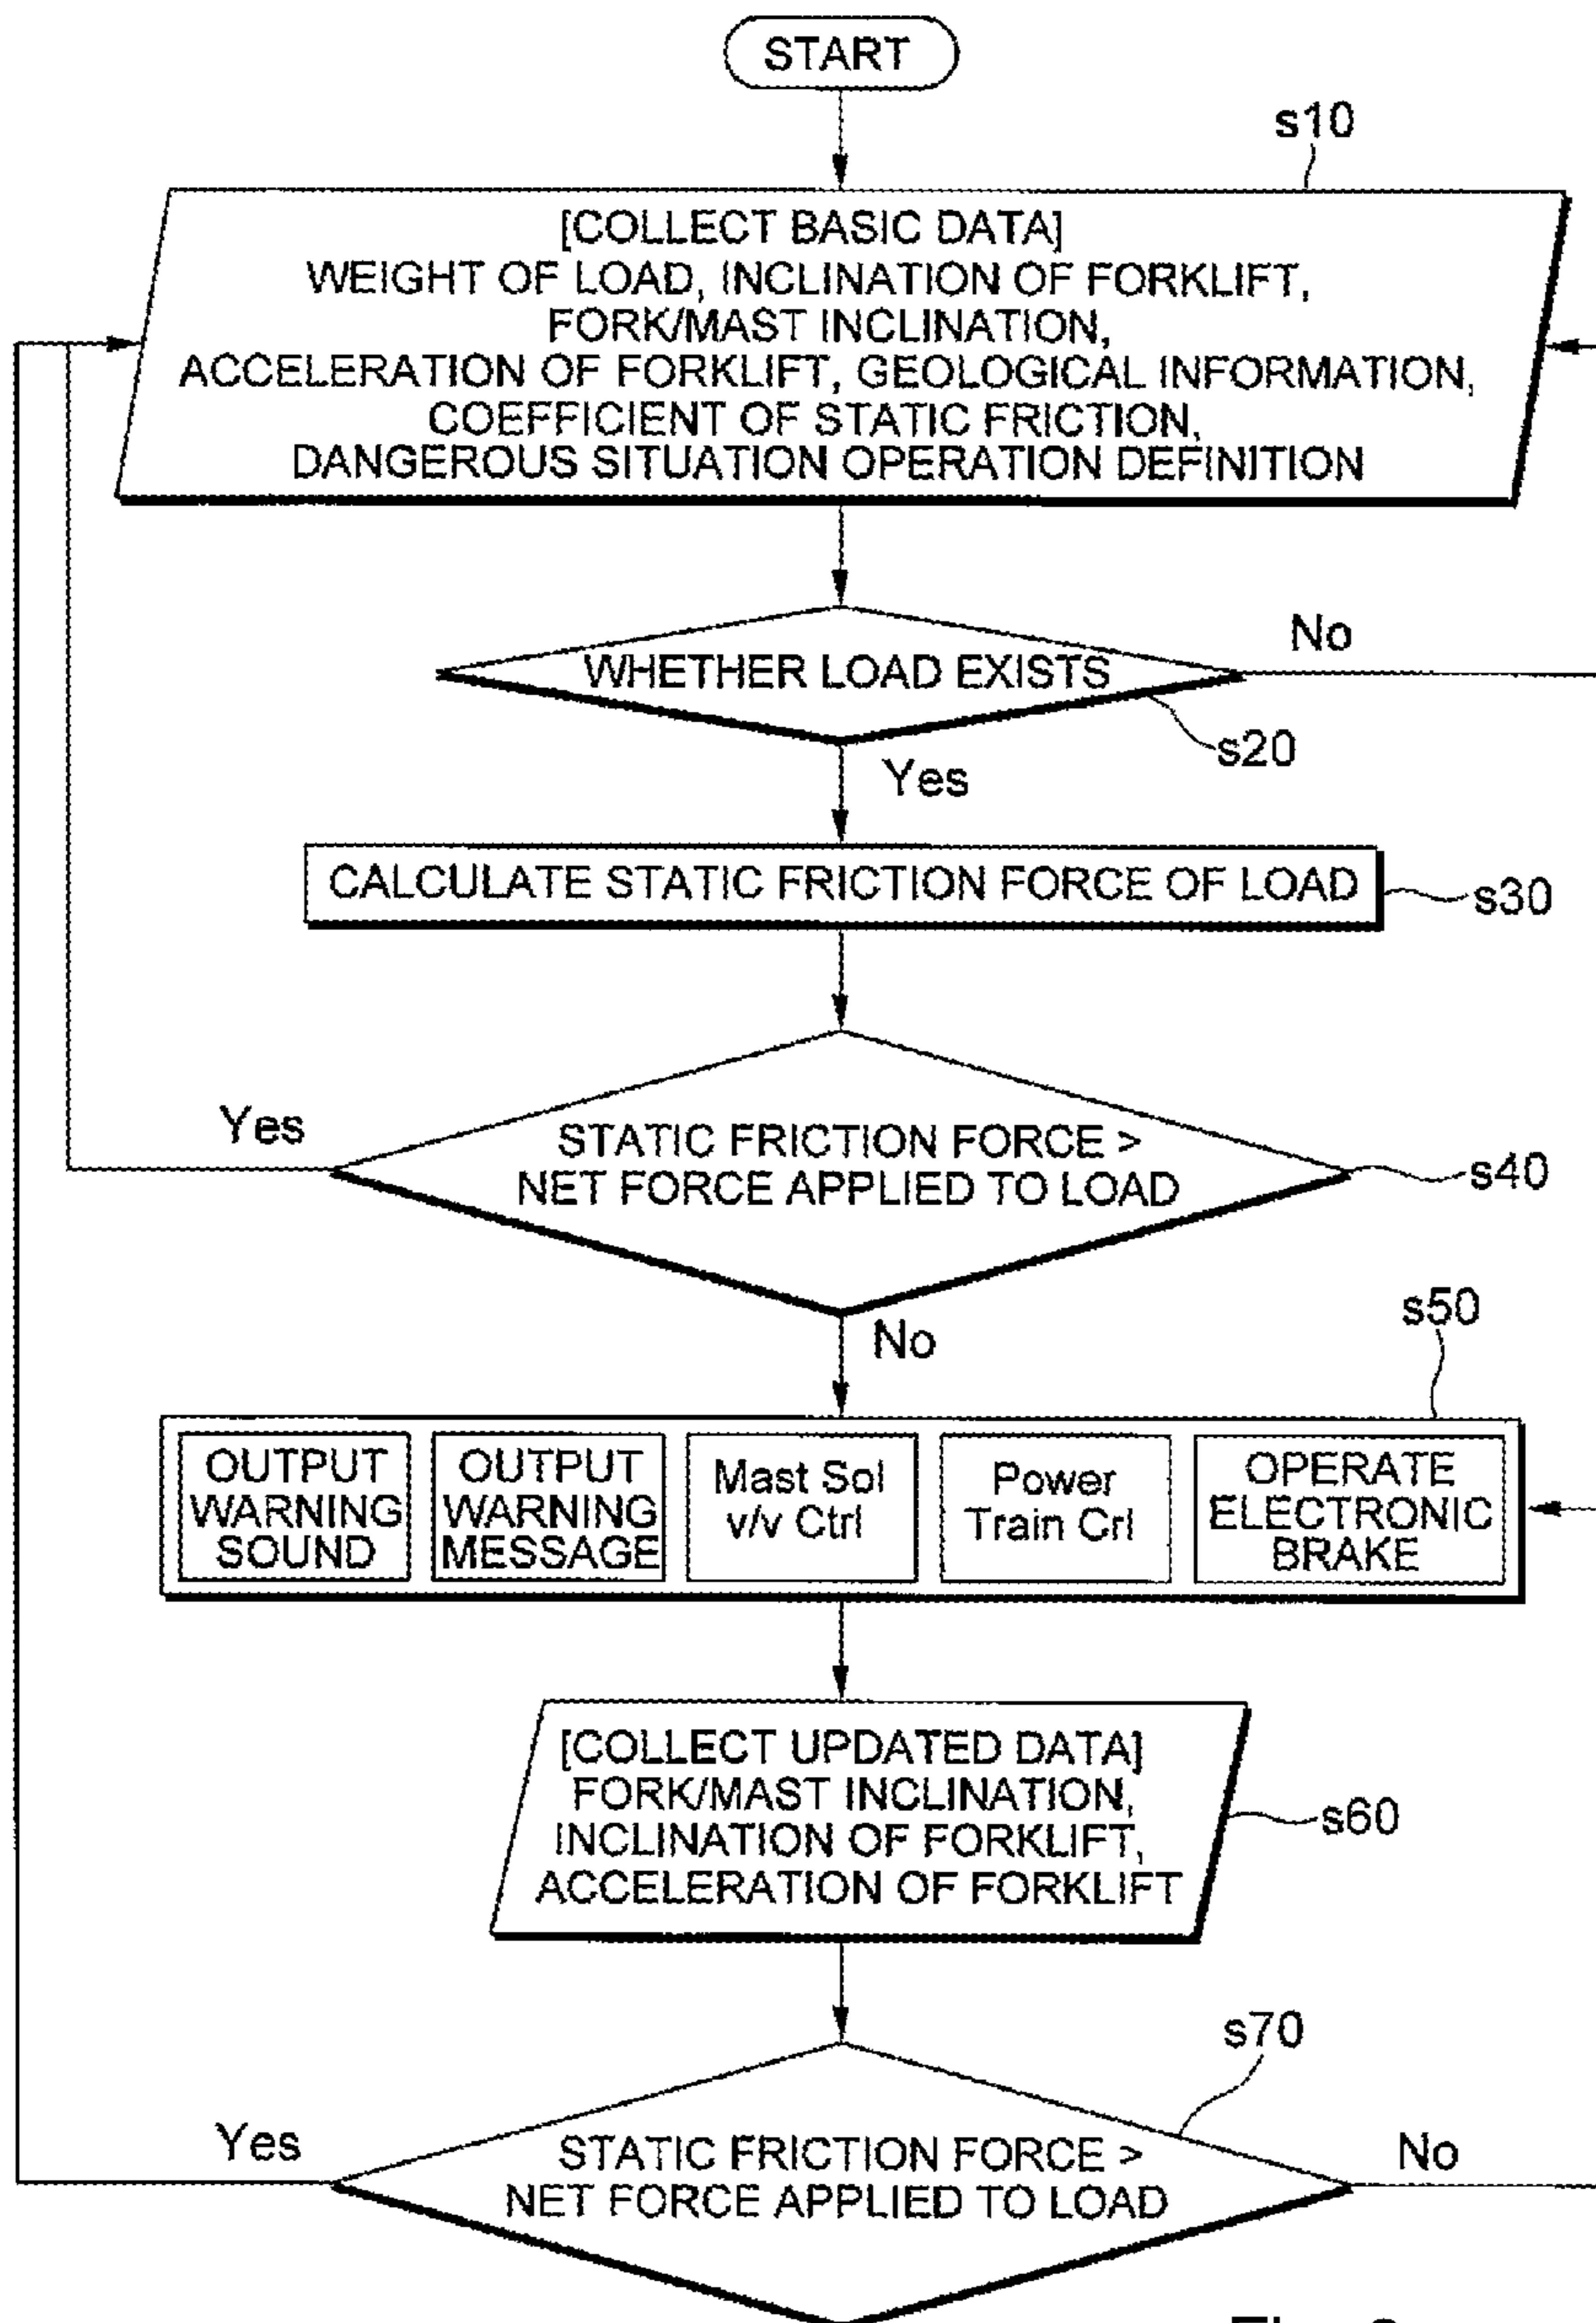 START
s10
[COLLECT BASIC DATA]
WEIGHT OF LOAD, INCLINATION OF FORKLIFT,
FORK/MAST INCLINATION,
ACCELERATION OF FORKLIFT, GEOLOGICAL INFORMATION,
COEFFICIENT OF STATIC FRICTION,
DANGEROUS SITUATION OPERATION DEFINITION
No
WHETHER LOAD EXISTS
s20
Yes
CALCULATE STATIC FRICTION FORCE OF LOAD
s30
Yes
STATIC FRICTION FORCE >
NET FORCE APPLIED TO LOAD
s40
No
s50
OUTPUT
WARNING
SOUND
OUTPUT
WARNING
MESSAGE
Mast Sol
v/v Ctrl
Power
Train Crl
OPERATE
ELECTRONIC
BRAKE
[COLLECT UPDATED DATA]
FORK/MAST INCLINATION,
INCLINATION OF FORKLIFT,
ACCELERATION OF FORKLIFT
s60
s70
Yes
STATIC FRICTION FORCE >
NET FORCE APPLIED TO LOAD
No